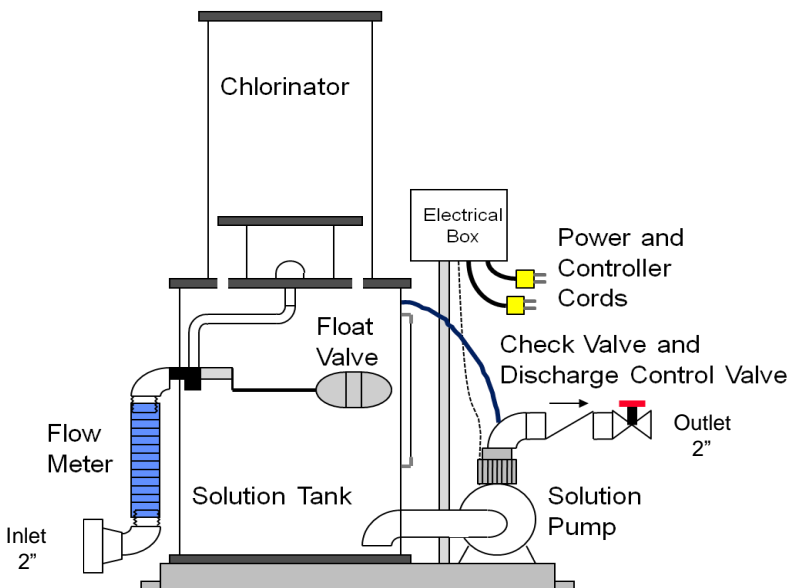 Chlorinator
Electrical
Box
Power and
Controller
Cords
Float
Valve
Check Valve and
Discharge Control Valve
Flow
Meter
Outlet
2”
Solution Tank
Solution
Pump
Inlet
2”